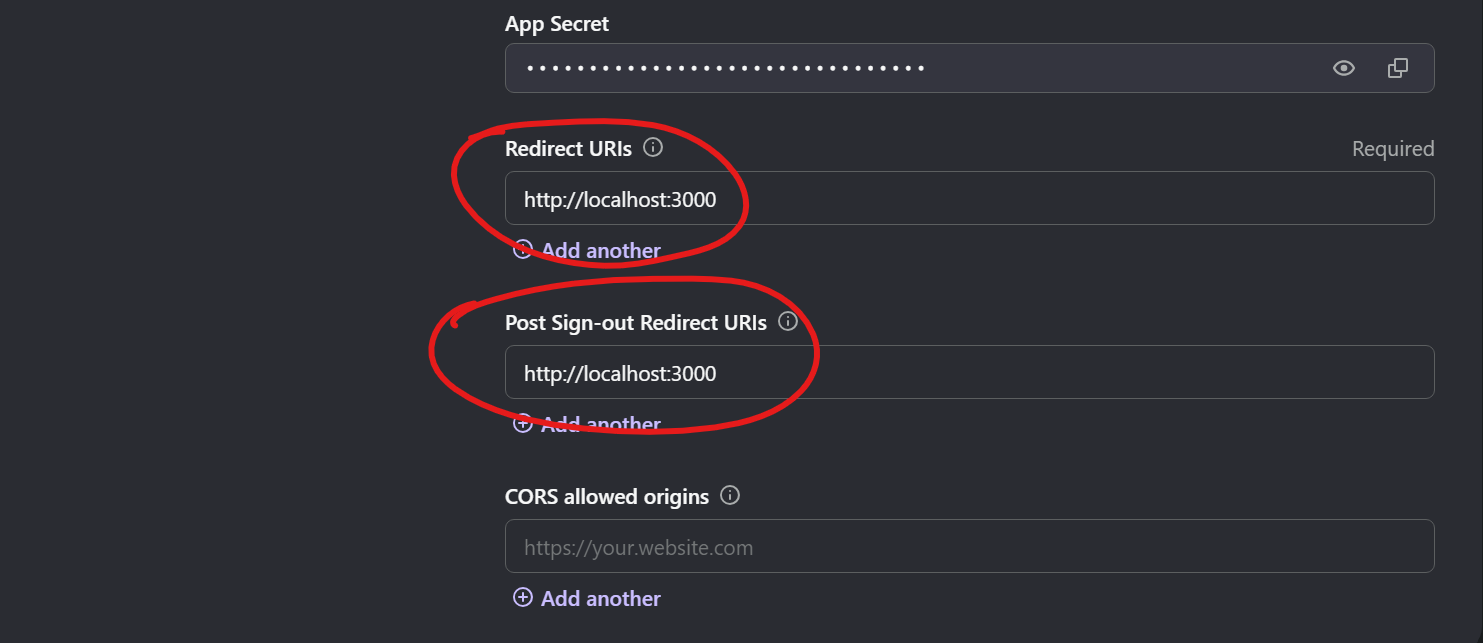 App Secret
••••••••••••••••••••••••••••••••
Redirect URIs
Required
http://localhost:3000
Add another
Post Sign-out Redirect URIs
http://localhost:3000
Add another
CORS allowed origins
https://your.website.com
Add another